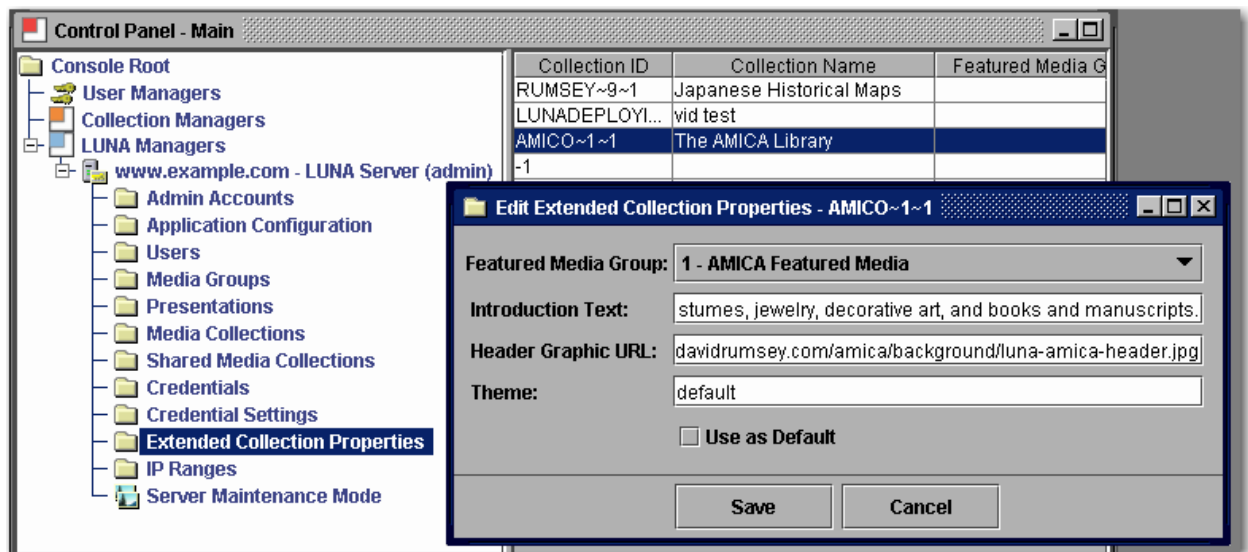 Control Panel - Main
Console Root
User Managers
Collection Managers
LUNA Managers
www.example.com - LUNA Server (admin)
Admin Accounts
Application Configuration
Users
Media Groups
Presentations
Media Collections
Shared Media Collections
Credentials
Credential Settings
Extended Collection Properties
IP Ranges
Server Maintenance Mode
Collection ID Collection Name Featured Media G
RUMSEY~9~1 Japanese Historical Maps
LUNADEPLOYI... vid test
AMICO~1~1 The AMICA Library
-1
Edit Extended Collection Properties - AMICO~1~1
Featured Media Group: 1 - AMICA Featured Media
Introduction Text: stumes, jewelry, decorative art, and books and manuscripts.
Header Graphic URL: davidrumsey.com/amica/background/luna-amica-header.jpg
Theme: default
Use as Default
Save Cancel